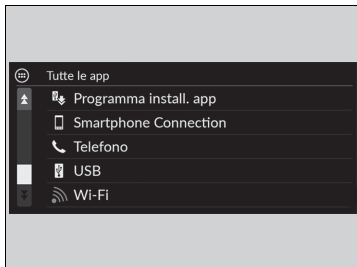 Tutte le app
Programma install. app
Smartphone Connection
Telefono
USB
Wi-Fi